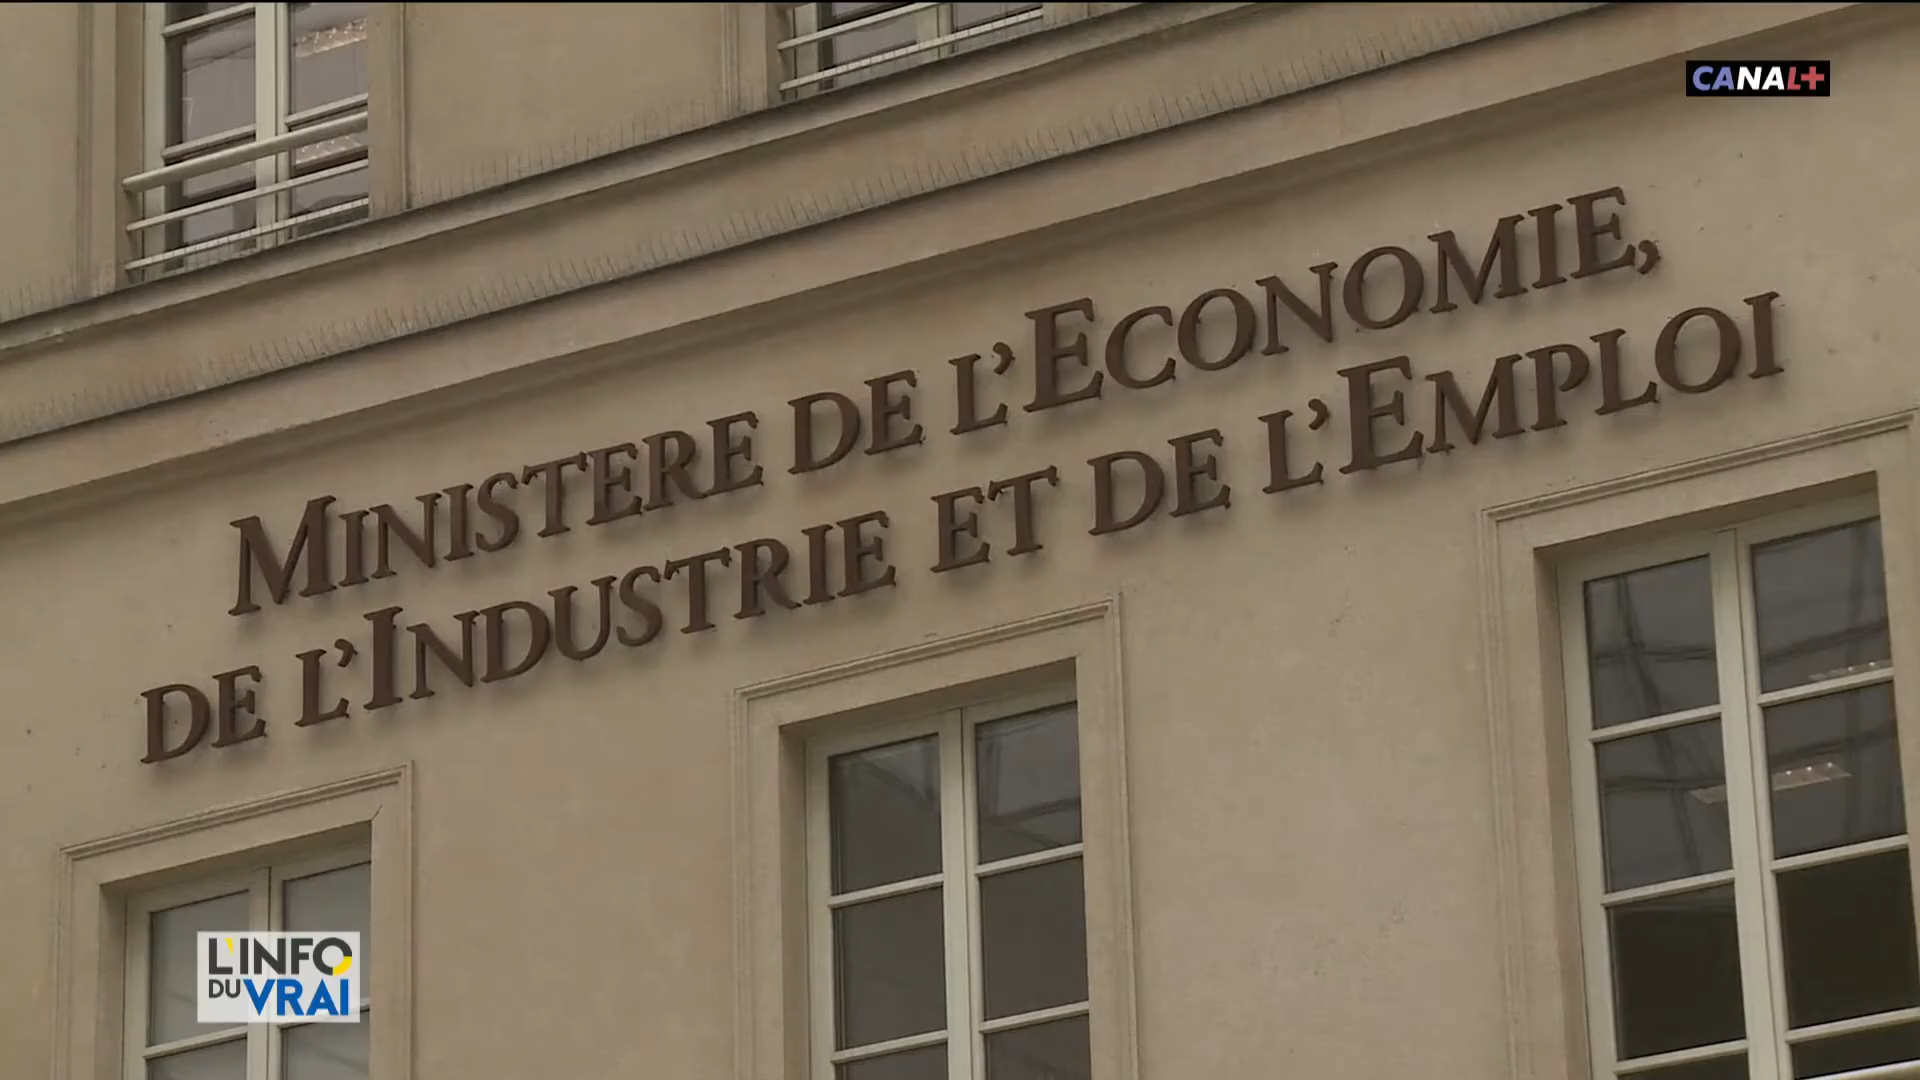 CANAL+
MINISTERE DE L'ECONOMIE,
DE L'INDUSTRIE ET DE L'EMPLOI
L'INFO
DU VRAI